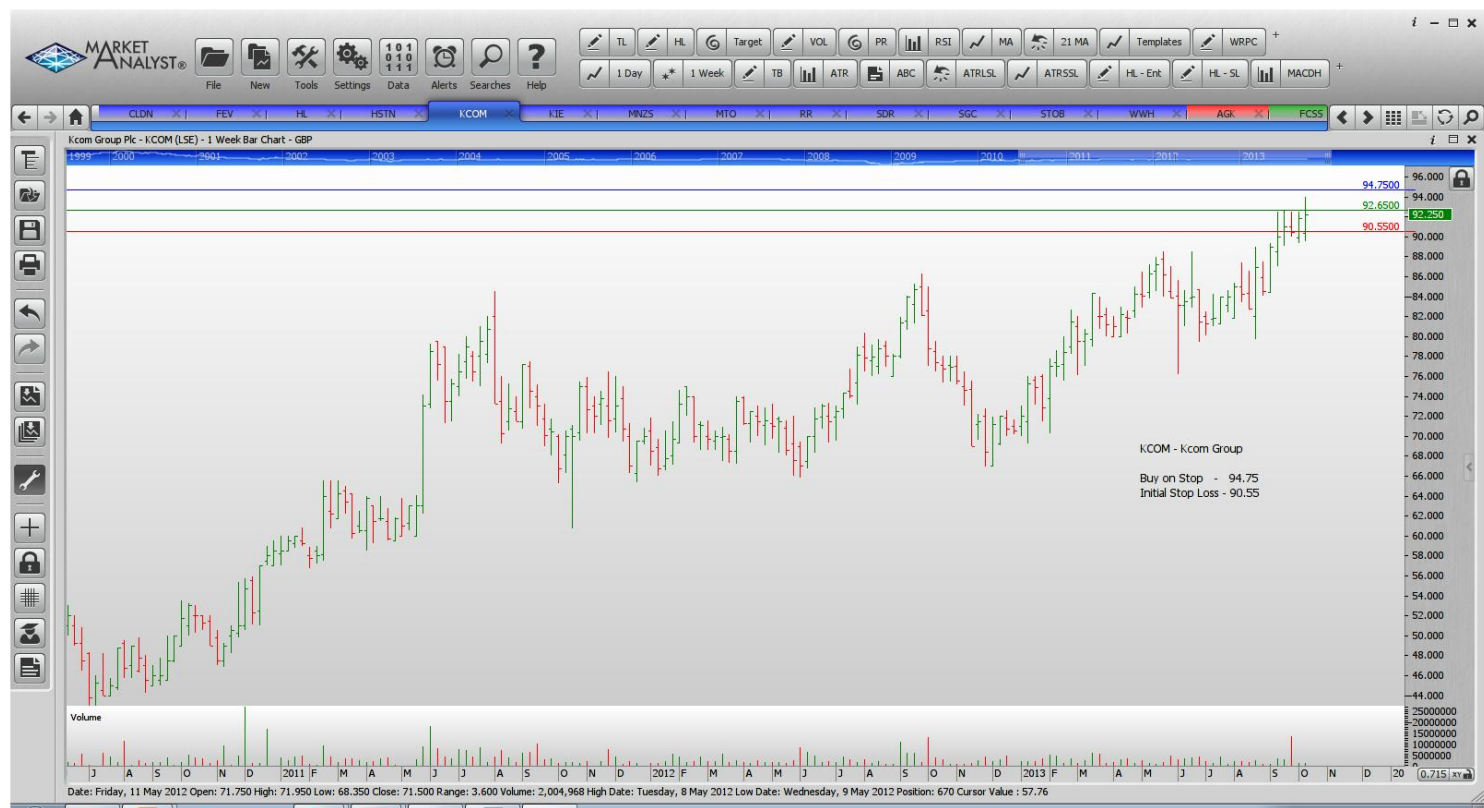 MARKET ANALYST®
File New Tools Settings Data Alerts Searches Help
TL HL Target VOL PR RSI MA 21 MA Templates WRPC +
1 Day 1 Week TB ATR ABC ATRLSL ATRSSL HL - Ent HL - SL MACDH +
CLDN FEV HL HSTN KCOM KIE MNZS MTO RR SDR SGC STOB WWH AGK FCSS
Kcom Group Plc - KCOM (LSE) - 1 Week Bar Chart - GBP
1999 2000 2001 2002 2003 2004 2005 2006 2007 2008 2009 2010 2011 2012 2013
96.000
94.7500
94.000
92.6500
92.250
90.5500
90.000
88.000
86.000
84.000
82.000
80.000
78.000
76.000
74.000
72.000
70.000
KCOM - Kcom Group
68.000
66.000
Buy on Stop - 94.75
Initial Stop Loss - 90.55
64.000
62.000
60.000
58.000
56.000
54.000
52.000
50.000
48.000
46.000
44.000
Volume
25000000
20000000
15000000
10000000
5000000
0
J A S O N D 2011 F M A M J J A S O N D 2012 F M A M J J A S O N D 2013 F M A M J J A S O N D 20
0.715 XY
Date: Friday, 11 May 2012 Open: 71.750 High: 71.950 Low: 68.350 Close: 71.500 Range: 3.600 Volume: 2,004,968 High Date: Tuesday, 8 May 2012 Low Date: Wednesday, 9 May 2012 Position: 670 Cursor Value : 57.76